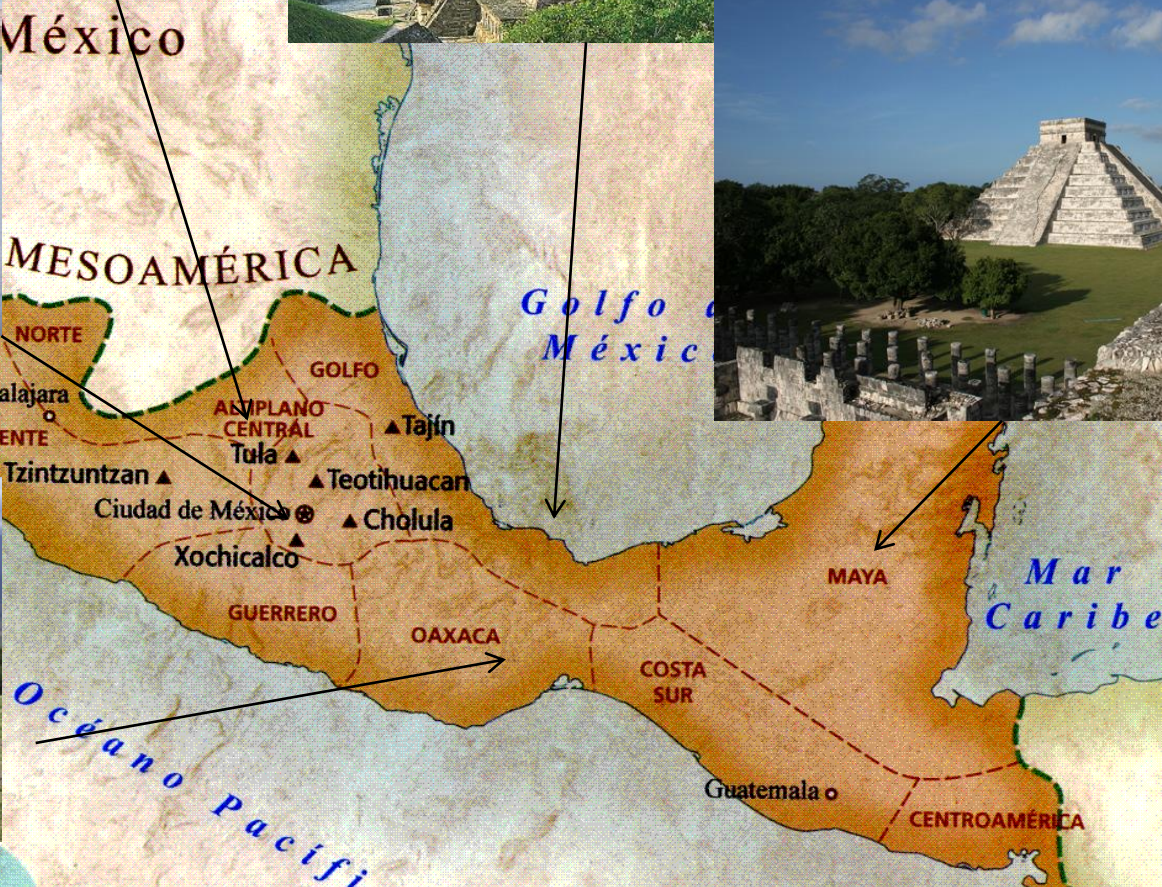 México
MESOAMÉRICA
Golfo
Méxic
NORTE
GOLFO
alajara
ALTIPLANO
CENTRAL
ENTE
Tajín
Tula
Tzintzuntzan
Teotihuacan
Ciudad de México
Cholula
Xochicalco
MAYA
Mar
Caribe
GUERRERO
OAXACA
COSTA
SUR
Océano Pacífi
Guatemala
CENTROAMÉRICA